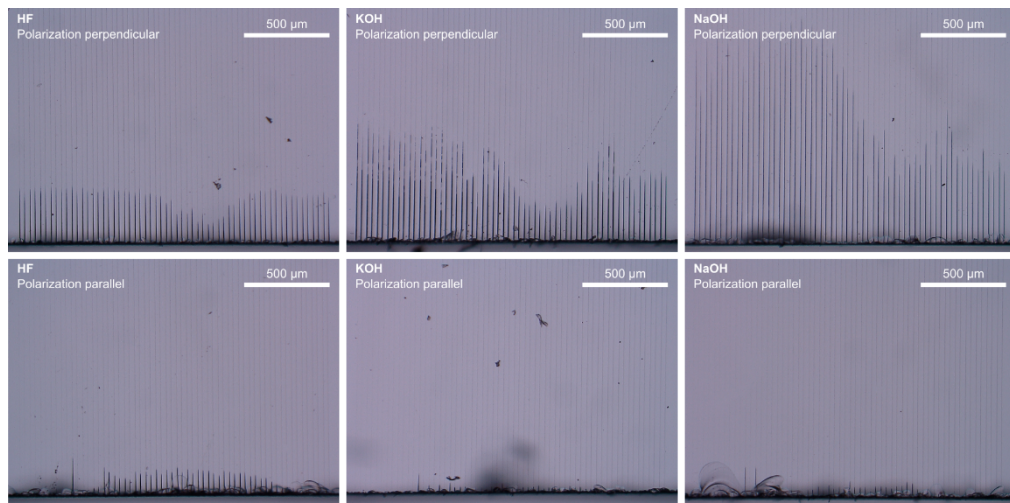 HF
Polarization perpendicular
500 µm
KOH
Polarization perpendicular
500 µm
NaOH
Polarization perpendicular
500 µm
HF
Polarization parallel
500 µm
KOH
Polarization parallel
500 µm
NaOH
Polarization parallel
500 µm